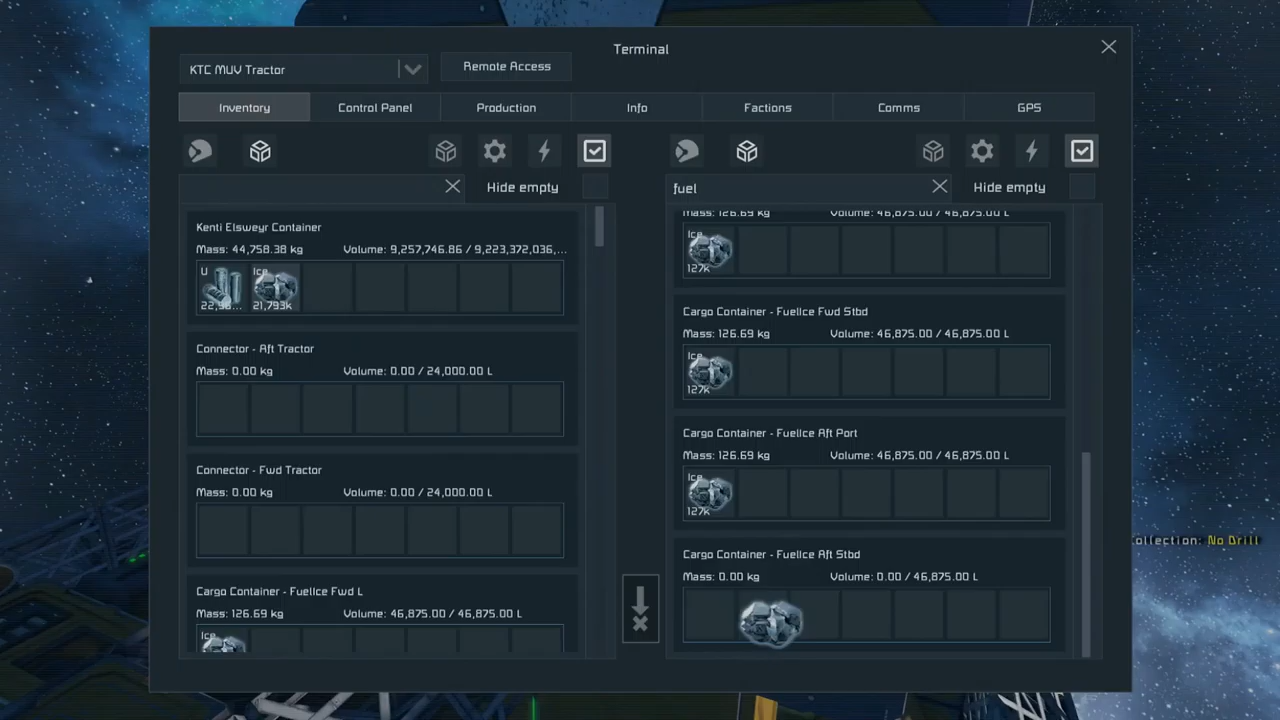 Terminal
KTC MUV Tractor
Remote Access
Inventory
Control Panel
Production
Info
Factions
Comms
GPS
Hide empty
fuel
Hide empty
Kenti Elsweyr Container
Mass: 44,758.38 kg Volume: 9,257,746.86 / 9,223,372,036,...
U
22,98...
Ice
21,793k
Connector - Aft Tractor
Mass: 0.00 kg Volume: 0.00 / 24,000.00 L
Connector - Fwd Tractor
Mass: 0.00 kg Volume: 0.00 / 24,000.00 L
Cargo Container - FuelIce Fwd L
Mass: 126.69 kg Volume: 46,875.00 / 46,875.00 L
Ice
Mass: 126.69 kg Volume: 46,875.00 / 46,875.00 L
Ice
127k
Cargo Container - FuelIce Fwd Stbd
Mass: 126.69 kg Volume: 46,875.00 / 46,875.00 L
Ice
127k
Cargo Container - FuelIce Aft Port
Mass: 126.69 kg Volume: 46,875.00 / 46,875.00 L
Ice
127k
Cargo Container - FuelIce Aft Stbd
Mass: 0.00 kg Volume: 0.00 / 46,875.00 L
ollection: No Drill